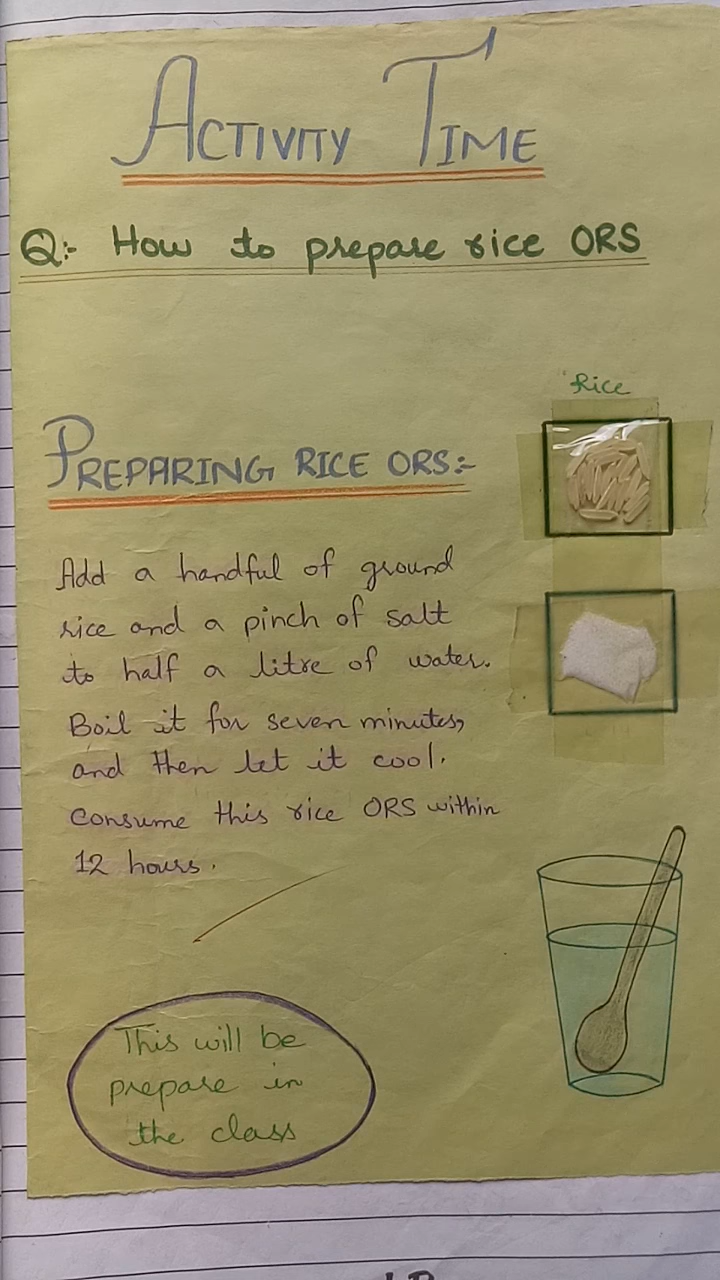 ACTIVITY TIME
Q:- How to prepare rice ORS
Rice
PREPARING RICE ORS:-
Add a handful of ground
rice and a pinch of salt
to half a litre of water.
Boil it for seven minutes,
and then let it cool.
Consume this rice ORS within
12 hours.
This will be
prepare in
the class